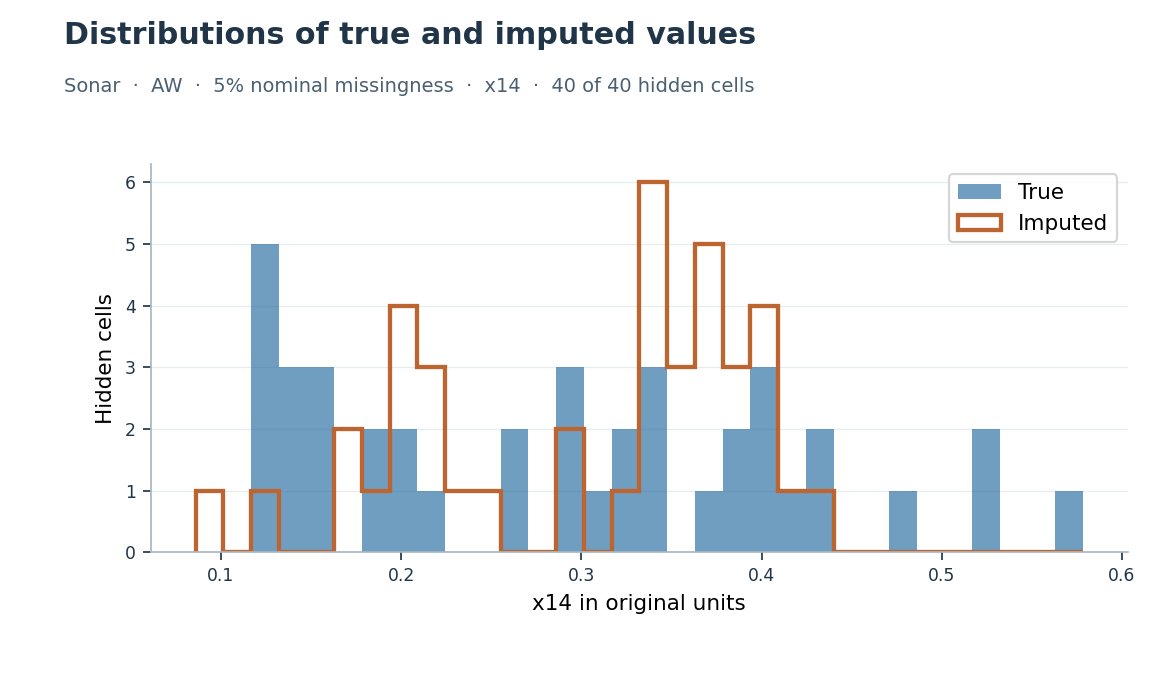 Distributions of true and imputed values
Sonar · AW · 5% nominal missingness · x14 · 40 of 40 hidden cells
True
Imputed
Hidden cells
6
5
4
3
2
1
0
0.1 0.2 0.3 0.4 0.5 0.6
x14 in original units